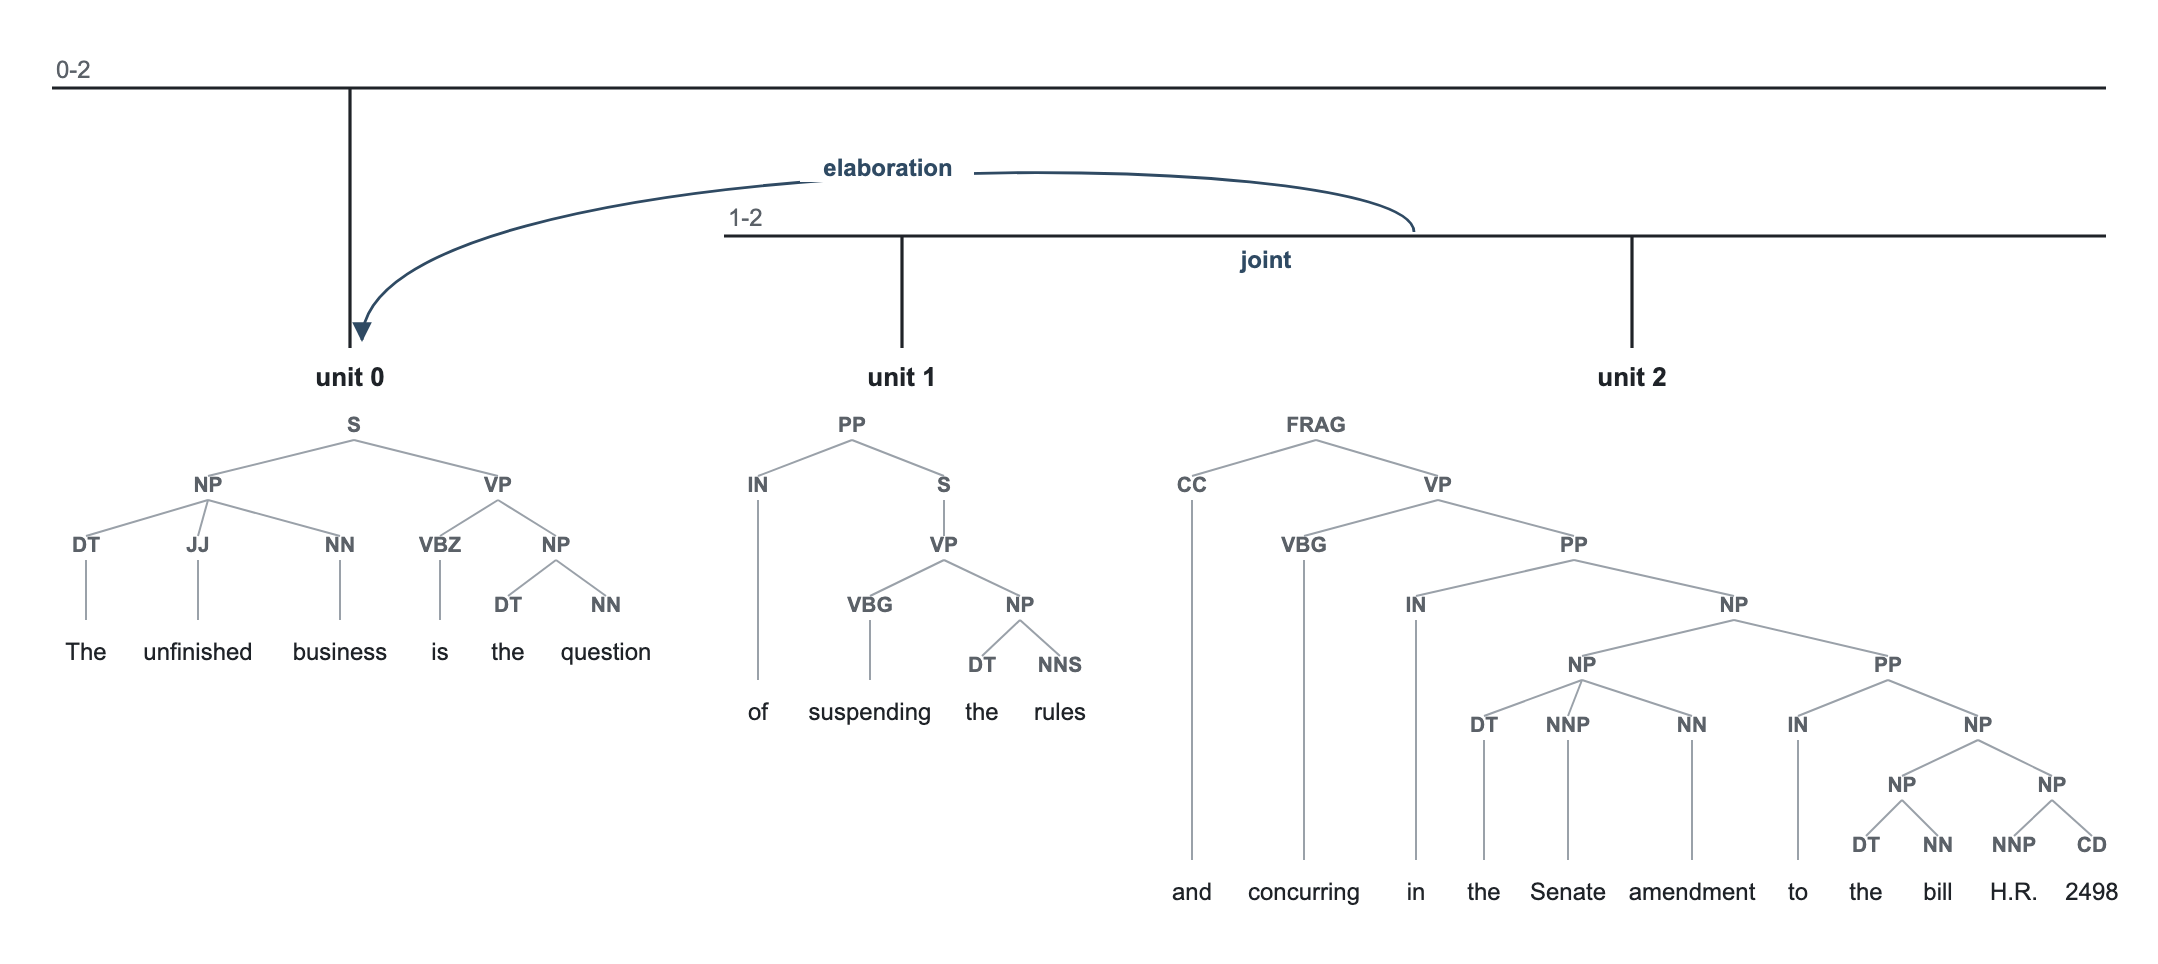 0-2
elaboration
1-2
joint
unit 0 unit 1 unit 2
S PP FRAG
NP VP IN S CC VP
DT JJ NN VBZ NP VP VBG PP
DT NN VBG NP IN NP
The unfinished business is the question
DT NNS NP PP
of suspending the rules
DT NNP NN IN NP
NP NP
DT NN NNP CD
and concurring in the Senate amendment to the bill H.R. 2498